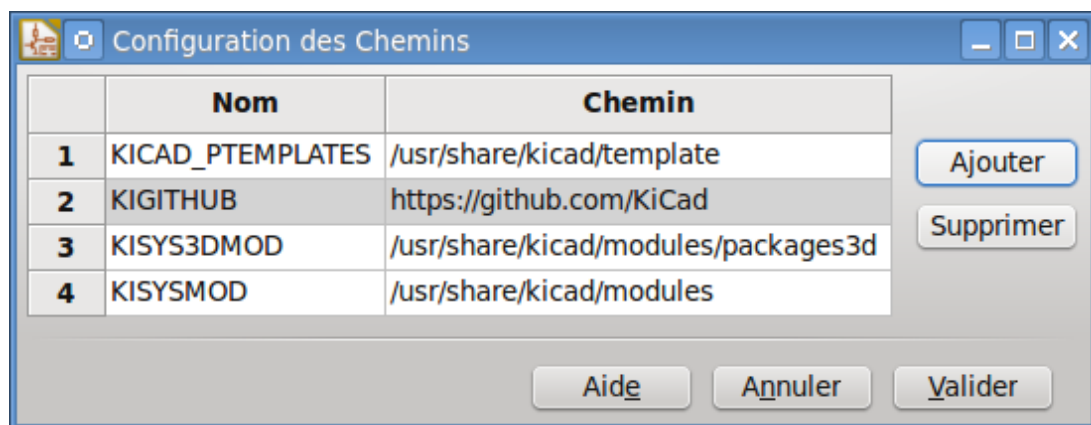 Configuration des Chemins
Nom Chemin
1 KICAD_PTEMPLATES /usr/share/kicad/template
2 KIGITHUB https://github.com/KiCad
3 KISYS3DMOD /usr/share/kicad/modules/packages3d
4 KISYSMOD /usr/share/kicad/modules
Ajouter
Supprimer
Aide Annuler Valider